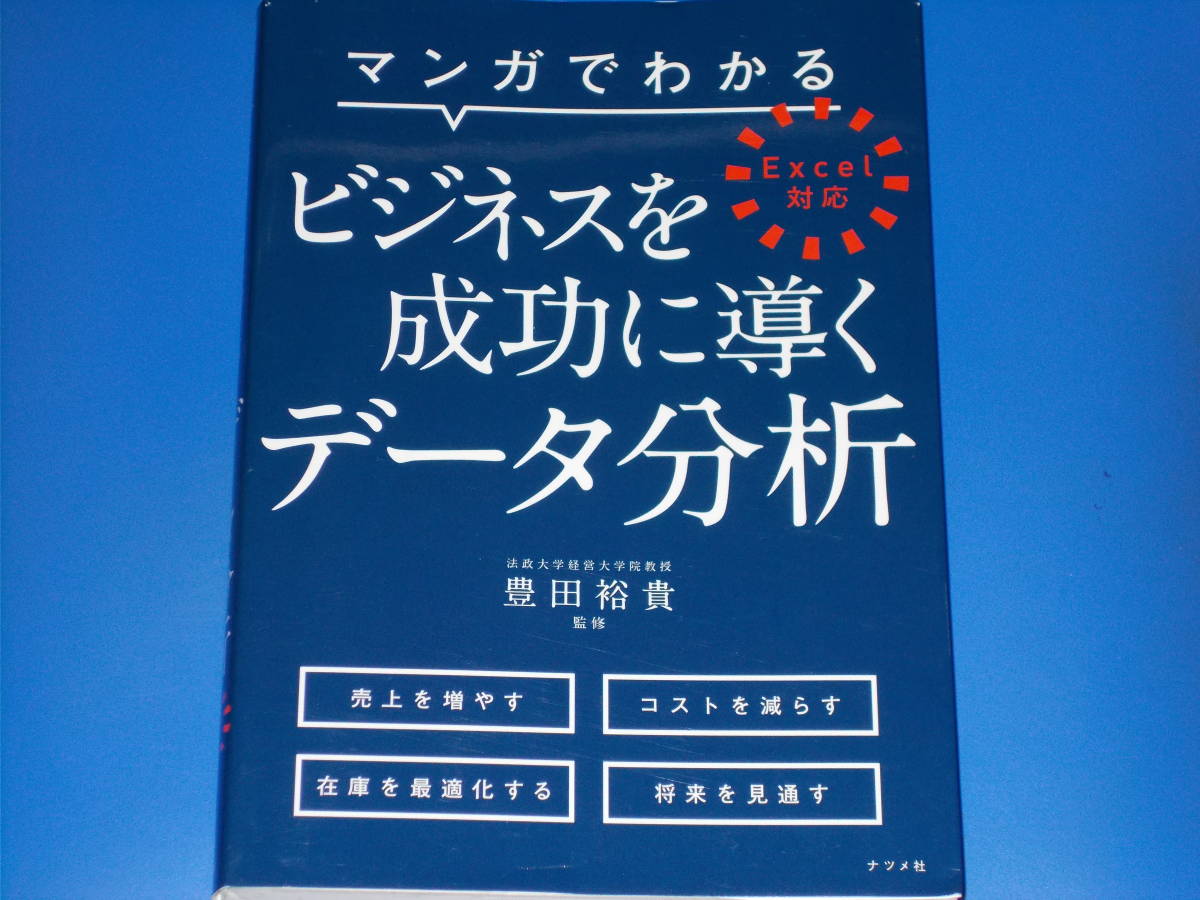 マンガでわかる
Excel
対応
ビジネスを
成功に導く
データ分析
法政大学経営大学院教授
豊田裕貴
監修
売上を増やす
コストを減らす
在庫を最適化する
将来を見通す
ナツメ社